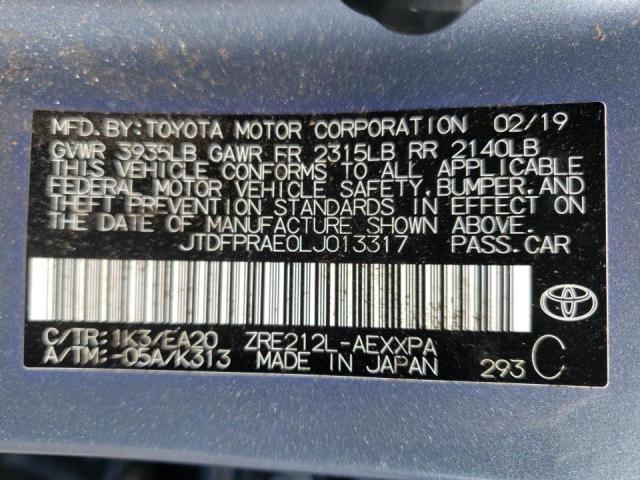 MFD.BY:TOYOTA MOTOR CORPORATION 02/19
GVWR 3935LB GAWR FR 2315LB RR 2140LB
THIS VEHICLE CONFORMS TO ALL APPLICABLE
FEDERAL MOTOR VEHICLE SAFETY,BUMPER,AND
THEFT PREVENTION STANDARDS IN EFFECT ON
THE DATE OF MANUFACTURE SHOWN ABOVE.
JTDFPRAE0LJ013317 PASS.CAR
C/TR:1K3/EA20 ZRE212L-AEXXPA
A/TM:-05A/K313 MADE IN JAPAN 293 C